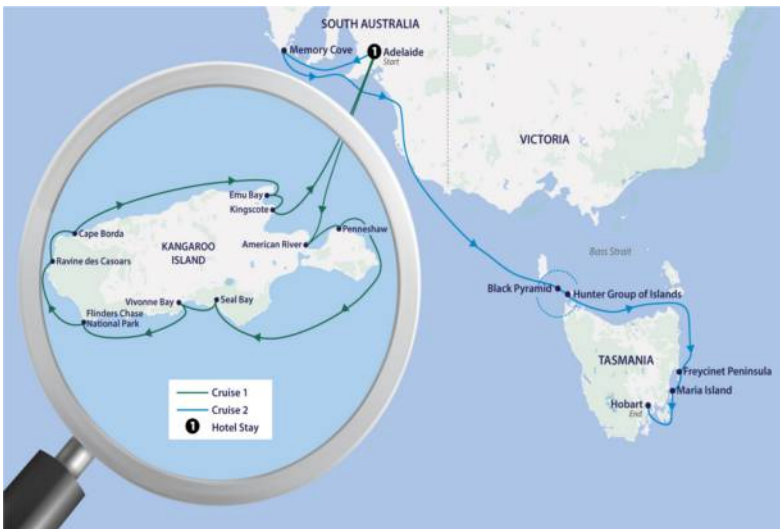 SOUTH AUSTRALIA
Memory Cove
1
Adelaide
Start
VICTORIA
Emu Bay
Kingscote
Cape Borda
KANGAROO
ISLAND
American River
Penneshaw
Ravine des Casoars
Vivonne Bay
Seal Bay
Flinders Chase
National Park
Bass Strait
Black Pyramid
Hunter Group of Islands
TASMANIA
Freycinet Peninsula
Maria Island
Hobart
End
Cruise 1
Cruise 2
1 Hotel Stay